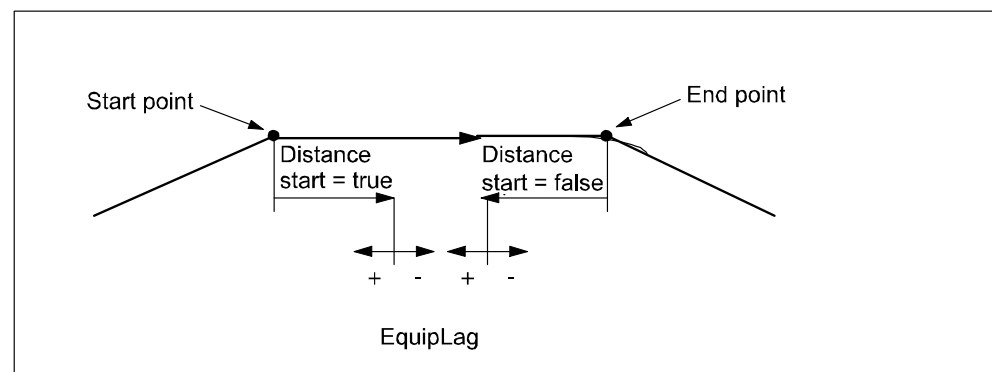 Start point
End point
Distance
start = true
Distance
start = false
+ - + -
EquipLag